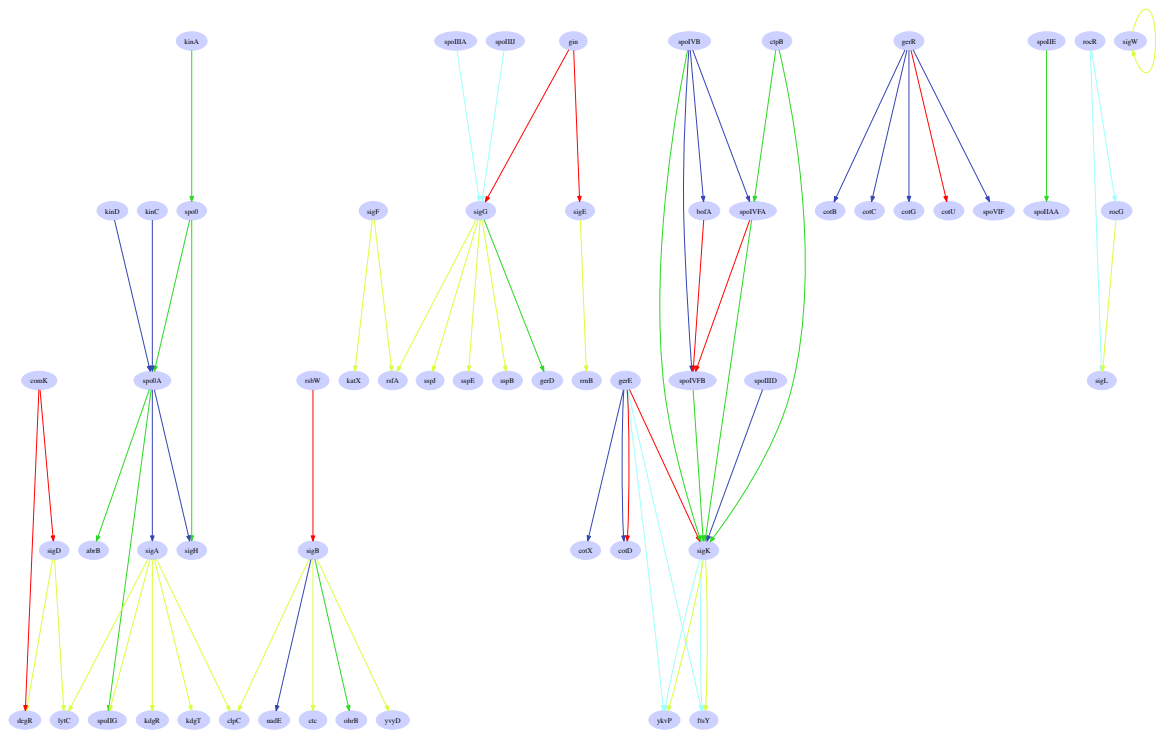 kinA spoIIIA spoIIIJ gin spoIVB ctpB gerR spoIIE rocR sigW
kinD kinC spo0 sigF sigG sigE bofA spoIVFA cotB cotC cotG cotU spoVIF spoIIAA rocG
comK spo0A rsbW katX rsfA sspJ sspE sspB gerD rrnB gerE spoIVFB spoIIID sigL
sigD abrB sigA sigH sigB cotX cotD sigK
degR lytC spoIIG kdgR kdgT clpC nadE ctc ohrB yvyD ykvP ftsY